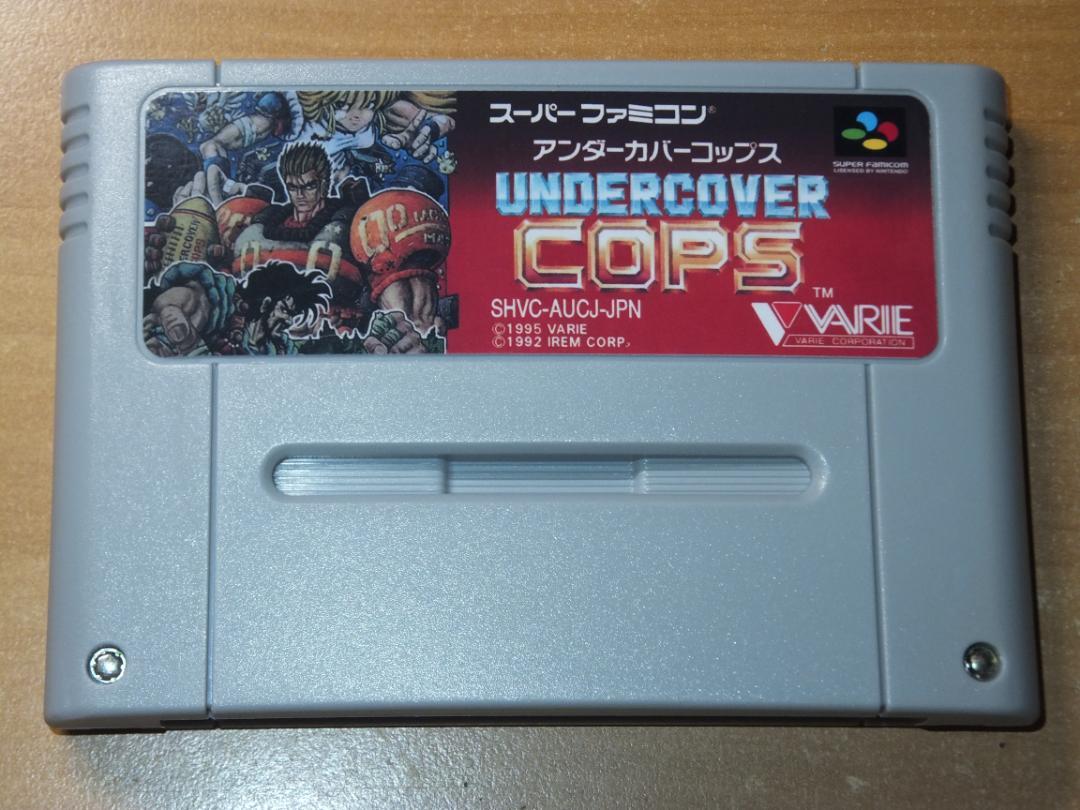 スーパーファミコン®
アンダーカバーコップス
UNDERCOVER
COPS
SUPER FAMICOM
LICENSED BY NINTENDO
SHVC-AUCJ-JPN
©1995 VARIE
©1992 IREM CORP.
TM
VARIE
VARIE CORPORATION